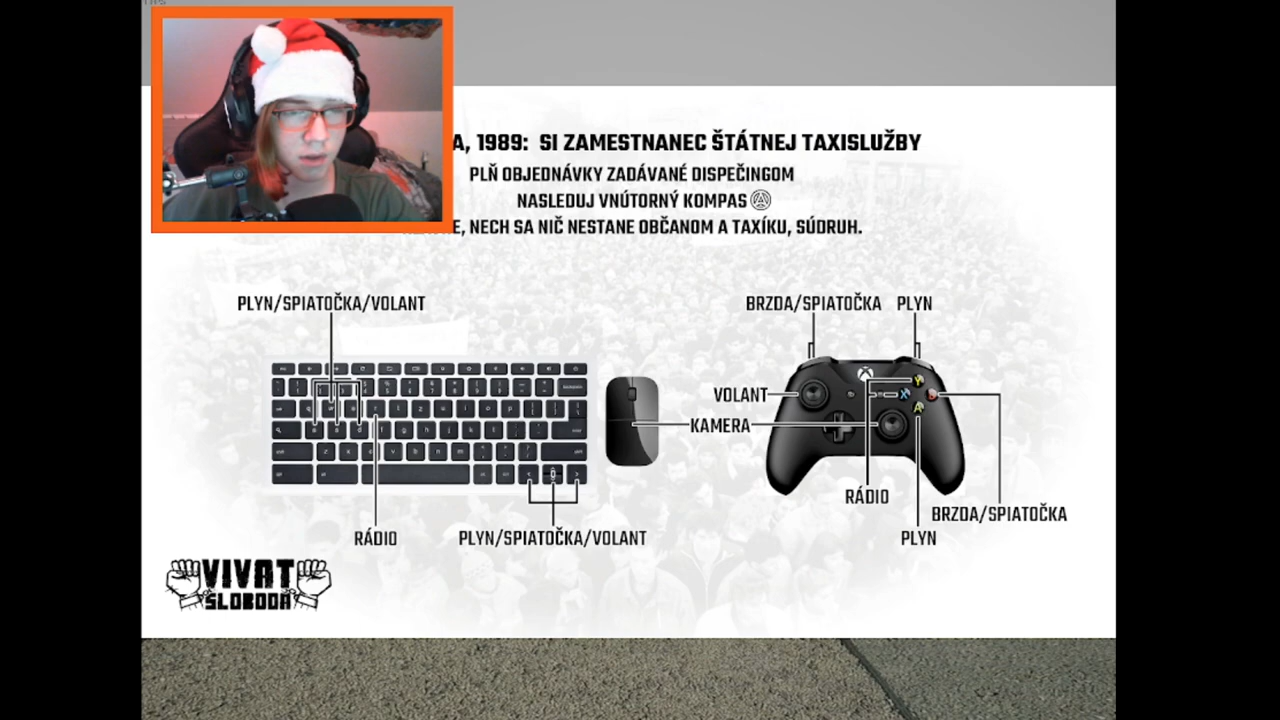 A, 1989: SI ZAMESTNANEC ŠTÁTNEJ TAXISLUŽBY
PLŇ OBJEDNÁVKY ZADÁVANÉ DISPEČINGOM
NASLEDUJ VNÚTORNÝ KOMPAS
NECH SA NIČ NESTANE OBČANOM A TAXÍKU, SÚDRUH.
PLYN/SPIATOČKA/VOLANT
BRZDA/SPIATOČKA PLYN
VOLANT
KAMERA
RÁDIO
BRZDA/SPIATOČKA
RÁDIO
PLYN/SPIATOČKA/VOLANT
PLYN
VIVAT
SLOBODA